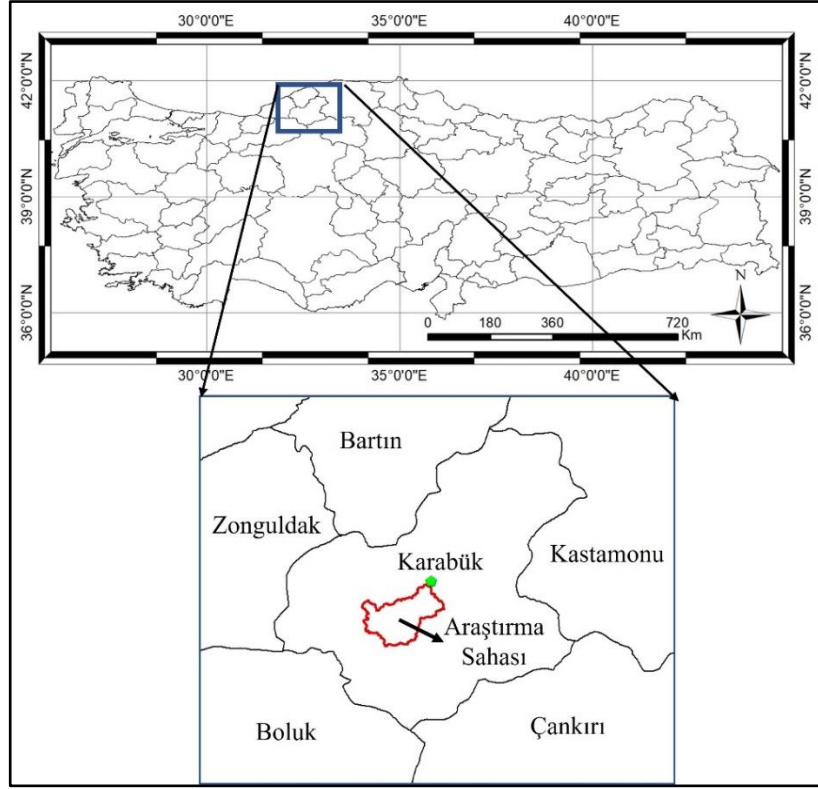 30°0'0"E 35°0'0"E 40°0'0"E
42°0'0"N 42°0'0"N
39°0'0"N 39°0'0"N
36°0'0"N 36°0'0"N
N
0 180 360 720
Km
30°0'0"E 35°0'0"E 40°0'0"E
Bartın
Zonguldak
Karabük
Kastamonu
Araştırma
Sahası
Boluk
Çankırı